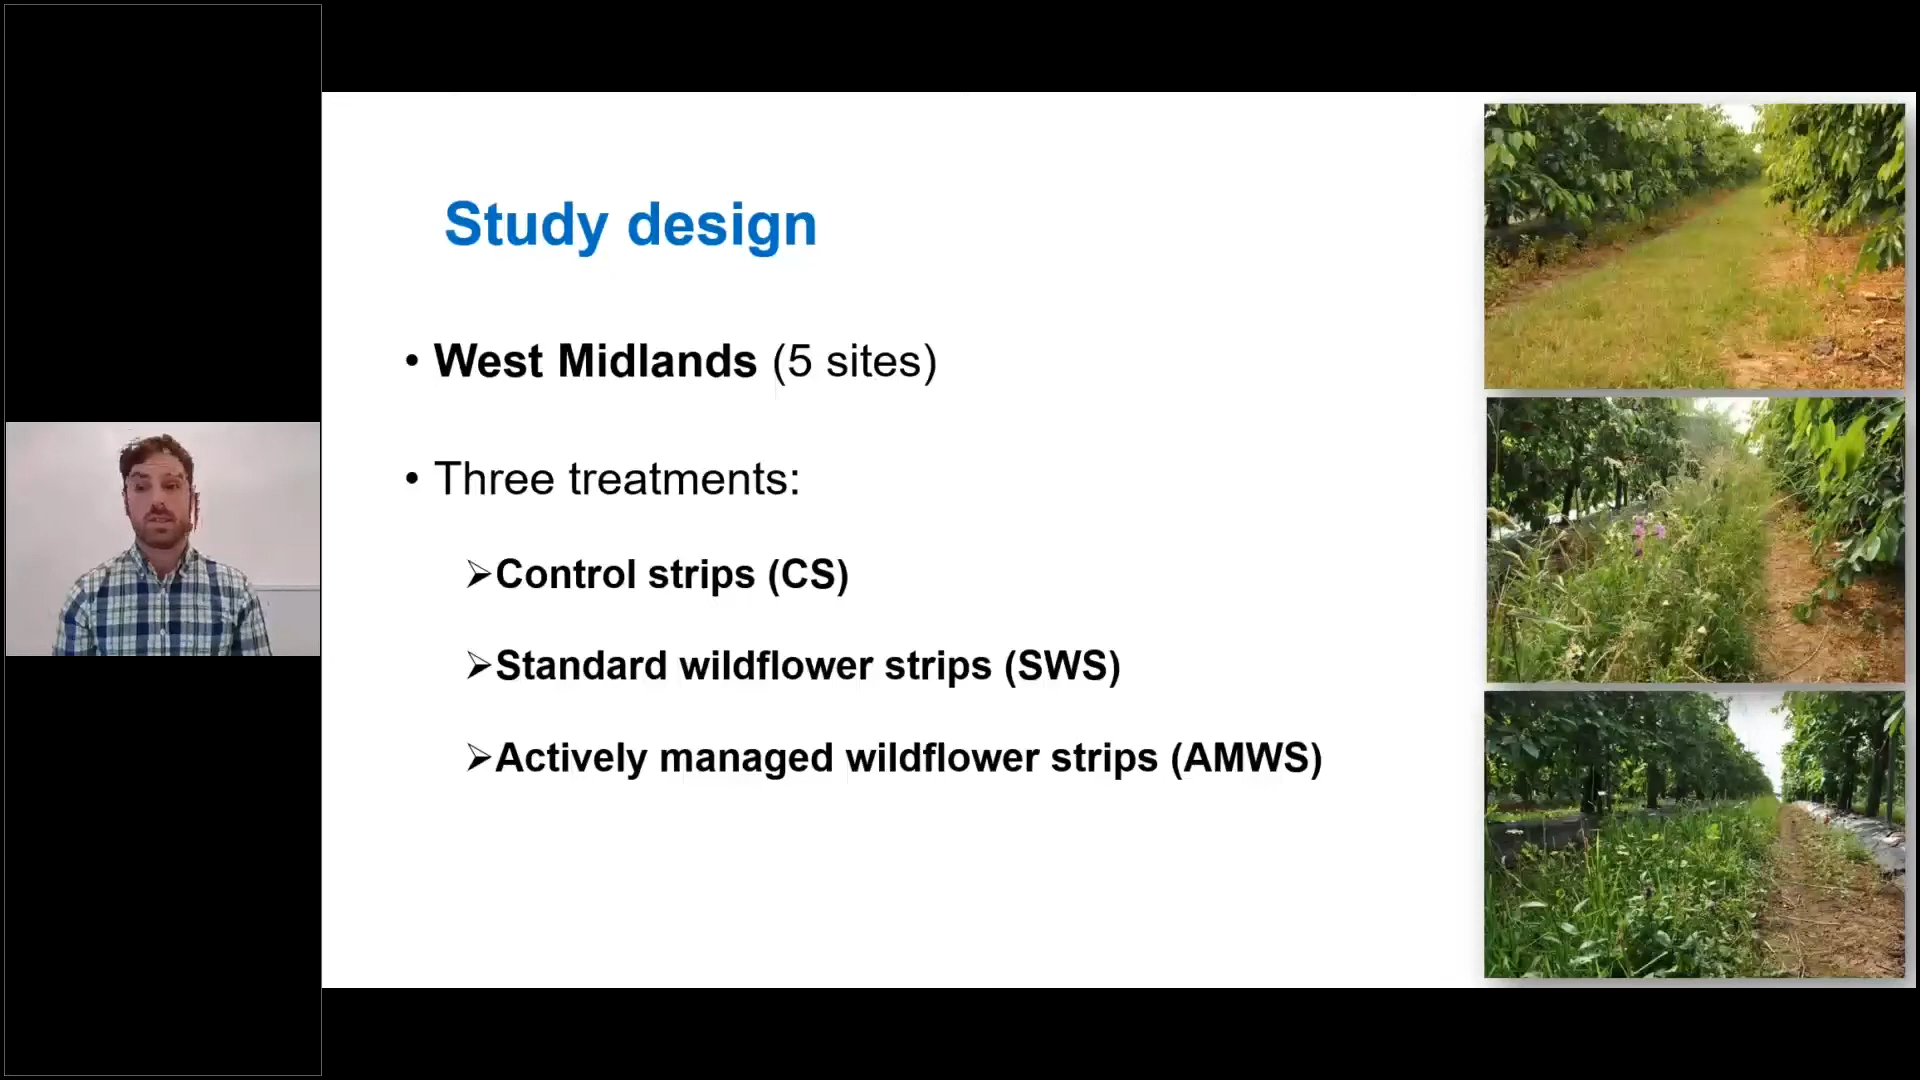 Study design
• West Midlands (5 sites)
• Three treatments:
➢Control strips (CS)
➢Standard wildflower strips (SWS)
➢Actively managed wildflower strips (AMWS)